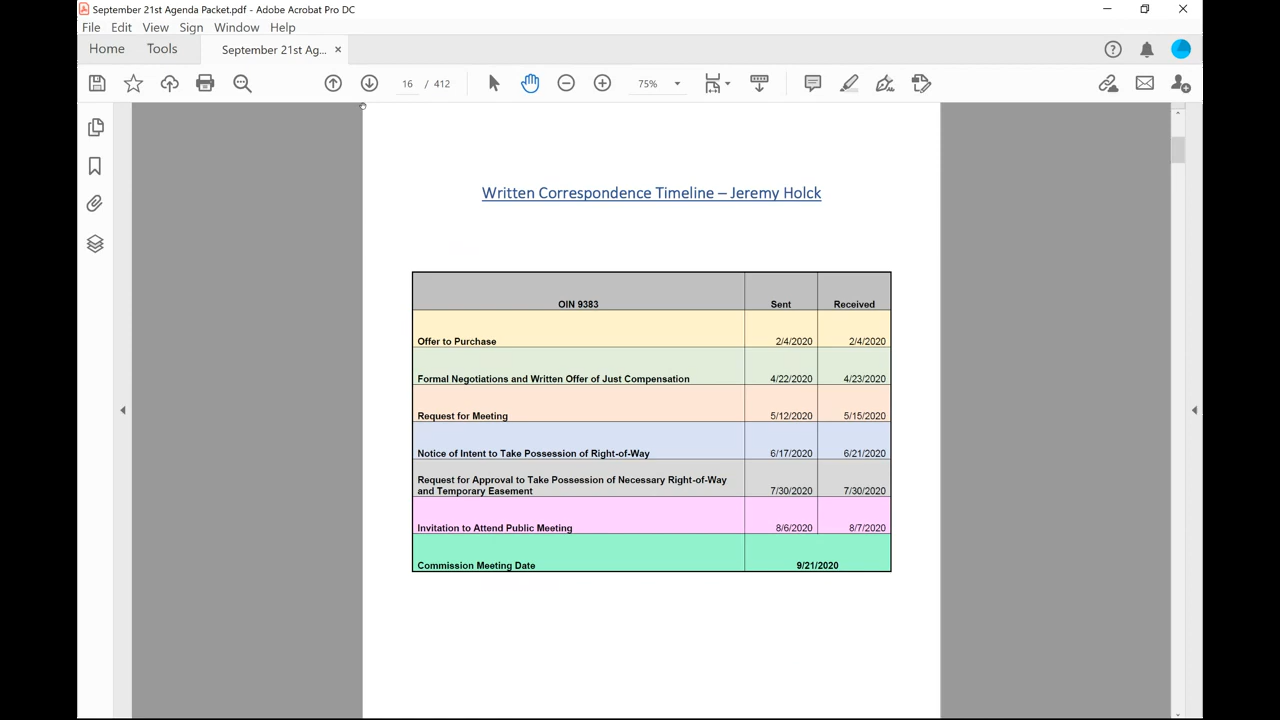 September 21st Agenda Packet.pdf - Adobe Acrobat Pro DC
File Edit View Sign Window Help
Home Tools September 21st Ag... ×
16 / 412 75%
Written Correspondence Timeline – Jeremy Holck
OIN 9383 Sent Received
Offer to Purchase 2/4/2020 2/4/2020
Formal Negotiations and Written Offer of Just Compensation 4/22/2020 4/23/2020
Request for Meeting 5/12/2020 5/15/2020
Notice of Intent to Take Possession of Right-of-Way 6/17/2020 6/21/2020
Request for Approval to Take Possession of Necessary Right-of-Way
and Temporary Easement 7/30/2020 7/30/2020
Invitation to Attend Public Meeting 8/6/2020 8/7/2020
Commission Meeting Date 9/21/2020